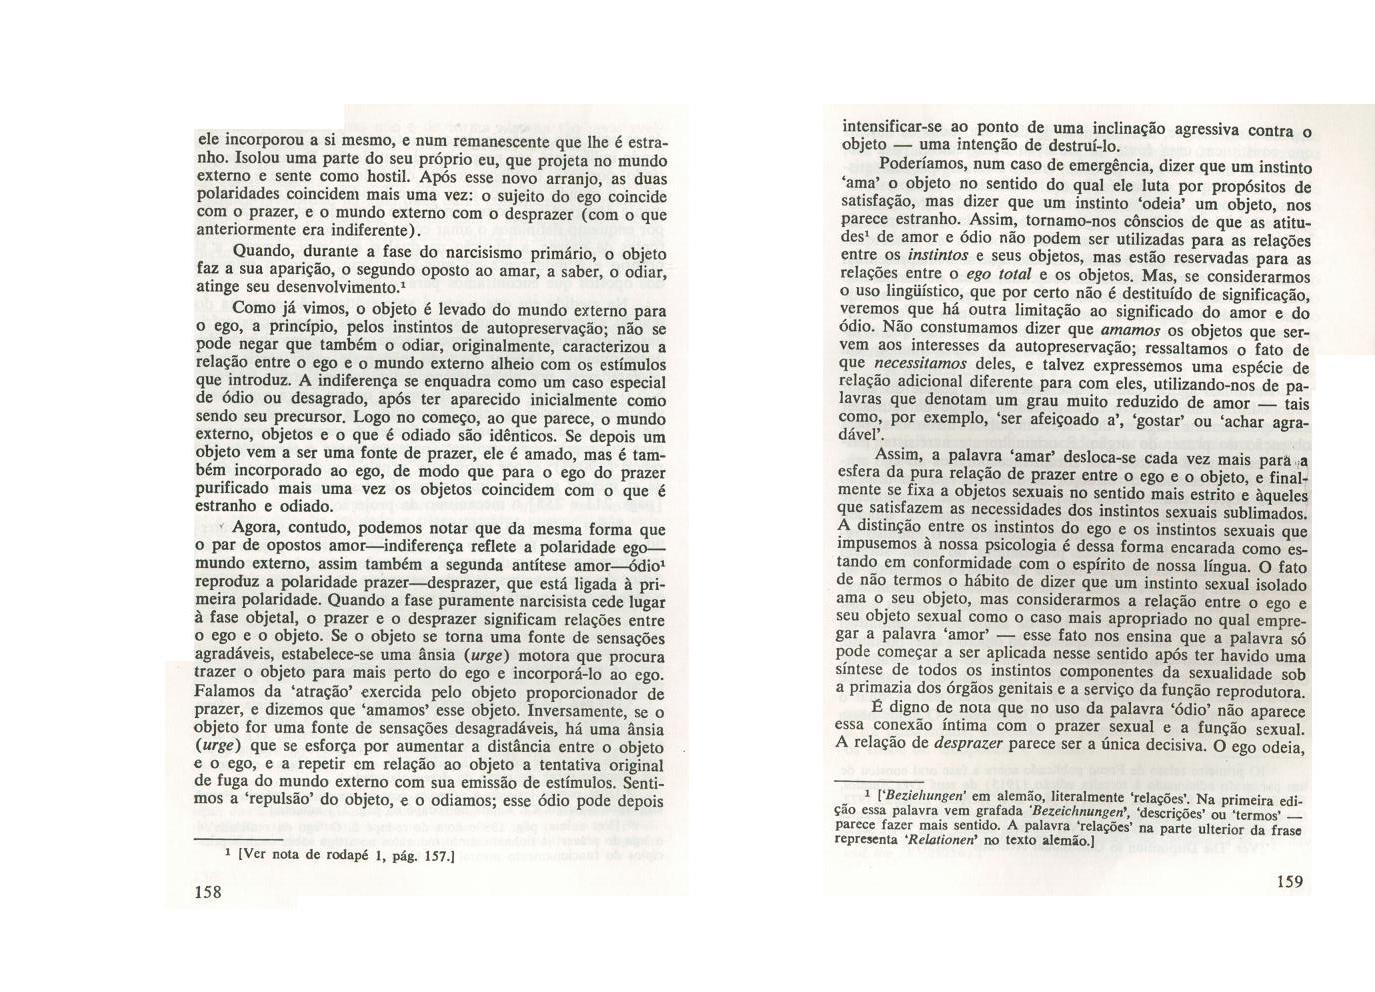 ele incorporou a si mesmo, e num remanescente que lhe é estra-
nho. Isolou uma parte do seu próprio eu, que projeta no mundo
externo e sente como hostil. Após esse novo arranjo, as duas
polaridades coincidem mais uma vez: o sujeito do ego coincide
com o prazer, e o mundo externo com o desprazer (com o que
anteriormente era indiferente).
Quando, durante a fase do narcisismo primário, o objeto
faz a sua aparição, o segundo oposto ao amar, a saber, o odiar,
atinge seu desenvolvimento.¹
Como já vimos, o objeto é levado do mundo externo para
o ego, a princípio, pelos instintos de autopreservação; não se
pode negar que também o odiar, originalmente, caracterizou a
relação entre o ego e o mundo externo alheio com os estímulos
que introduz. A indiferença se enquadra como um caso especial
de ódio ou desagrado, após ter aparecido inicialmente como
sendo seu precursor. Logo no começo, ao que parece, o mundo
externo, objetos e o que é odiado são idênticos. Se depois um
objeto vem a ser uma fonte de prazer, ele é amado, mas é tam-
bém incorporado ao ego, de modo que para o ego do prazer
purificado mais uma vez os objetos coincidem com o que é
estranho e odiado.
Agora, contudo, podemos notar que da mesma forma que
o par de opostos amor—indiferença reflete a polaridade ego—
mundo externo, assim também a segunda antítese amor—ódio¹
reproduz a polaridade prazer—desprazer, que está ligada à pri-
meira polaridade. Quando a fase puramente narcisista cede lugar
à fase objetal, o prazer e o desprazer significam relações entre
o ego e o objeto. Se o objeto se torna uma fonte de sensações
agradáveis, estabelece-se uma ânsia (urge) motora que procura
trazer o objeto para mais perto do ego e incorporá-lo ao ego.
Falamos da ‘atração’ exercida pelo objeto proporcionador de
prazer, e dizemos que ‘amamos’ esse objeto. Inversamente, se o
objeto for uma fonte de sensações desagradáveis, há uma ânsia
(urge) que se esforça por aumentar a distância entre o objeto
e o ego, e a repetir em relação ao objeto a tentativa original
de fuga do mundo externo com sua emissão de estímulos. Senti-
mos a ‘repulsão’ do objeto, e o odiamos; esse ódio pode depois
¹ [Ver nota de rodapé 1, pág. 157.]
158
intensificar-se ao ponto de uma inclinação agressiva contra o
objeto — uma intenção de destruí-lo.
Poderíamos, num caso de emergência, dizer que um instinto
‘ama’ o objeto no sentido do qual ele luta por propósitos de
satisfação, mas dizer que um instinto ‘odeia’ um objeto, nos
parece estranho. Assim, tornamo-nos cônscios de que as atitu-
des¹ de amor e ódio não podem ser utilizadas para as relações
entre os instintos e seus objetos, mas estão reservadas para as
relações entre o ego total e os objetos. Mas, se considerarmos
o uso lingüístico, que por certo não é destituído de significação,
veremos que há outra limitação ao significado do amor e do
ódio. Não constumamos dizer que amamos os objetos que ser-
vem aos interesses da autopreservação; ressaltamos o fato de
que necessitamos deles, e talvez expressemos uma espécie de
relação adicional diferente para com eles, utilizando-nos de pa-
lavras que denotam um grau muito reduzido de amor — tais
como, por exemplo, ‘ser afeiçoado a’, ‘gostar’ ou ‘achar agra-
dável’.
Assim, a palavra ‘amar’ desloca-se cada vez mais para a
esfera da pura relação de prazer entre o ego e o objeto, e final-
mente se fixa a objetos sexuais no sentido mais estrito e àqueles
que satisfazem as necessidades dos instintos sexuais sublimados.
A distinção entre os instintos do ego e os instintos sexuais que
impusemos à nossa psicologia é dessa forma encarada como es-
tando em conformidade com o espírito de nossa língua. O fato
de não termos o hábito de dizer que um instinto sexual isolado
ama o seu objeto, mas considerarmos a relação entre o ego e
seu objeto sexual como o caso mais apropriado no qual empre-
gar a palavra ‘amor’ — esse fato nos ensina que a palavra só
pode começar a ser aplicada nesse sentido após ter havido uma
síntese de todos os instintos componentes da sexualidade sob
a primazia dos órgãos genitais e a serviço da função reprodutora.
É digno de nota que no uso da palavra ‘ódio’ não aparece
essa conexão íntima com o prazer sexual e a função sexual.
A relação de desprazer parece ser a única decisiva. O ego odeia,
¹ [‘Beziehungen’ em alemão, literalmente ‘relações’. Na primeira edi-
ção essa palavra vem grafada ‘Bezeichnungen’, ‘descrições’ ou ‘termos’ —
parece fazer mais sentido. A palavra ‘relações’ na parte ulterior da frase
representa ‘Relationen’ no texto alemão.]
159